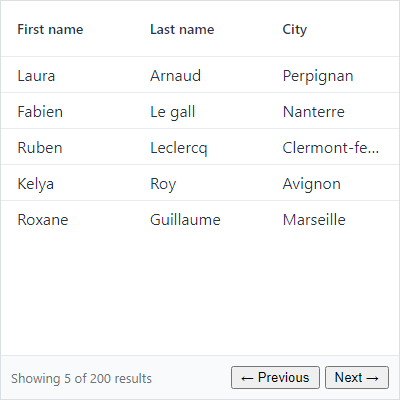 First name Last name City
Laura Arnaud Perpignan
Fabien Le gall Nanterre
Ruben Leclercq Clermont-fe...
Kelya Roy Avignon
Roxane Guillaume Marseille
Showing 5 of 200 results ← Previous Next →